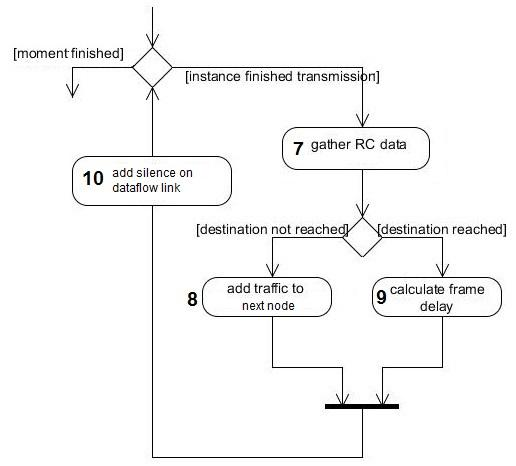 [moment finished]
[instance finished transmission]
7 gather RC data
10 add silence on
dataflow link
[destination not reached]
[destination reached]
8 add traffic to
next node
9 calculate frame
delay